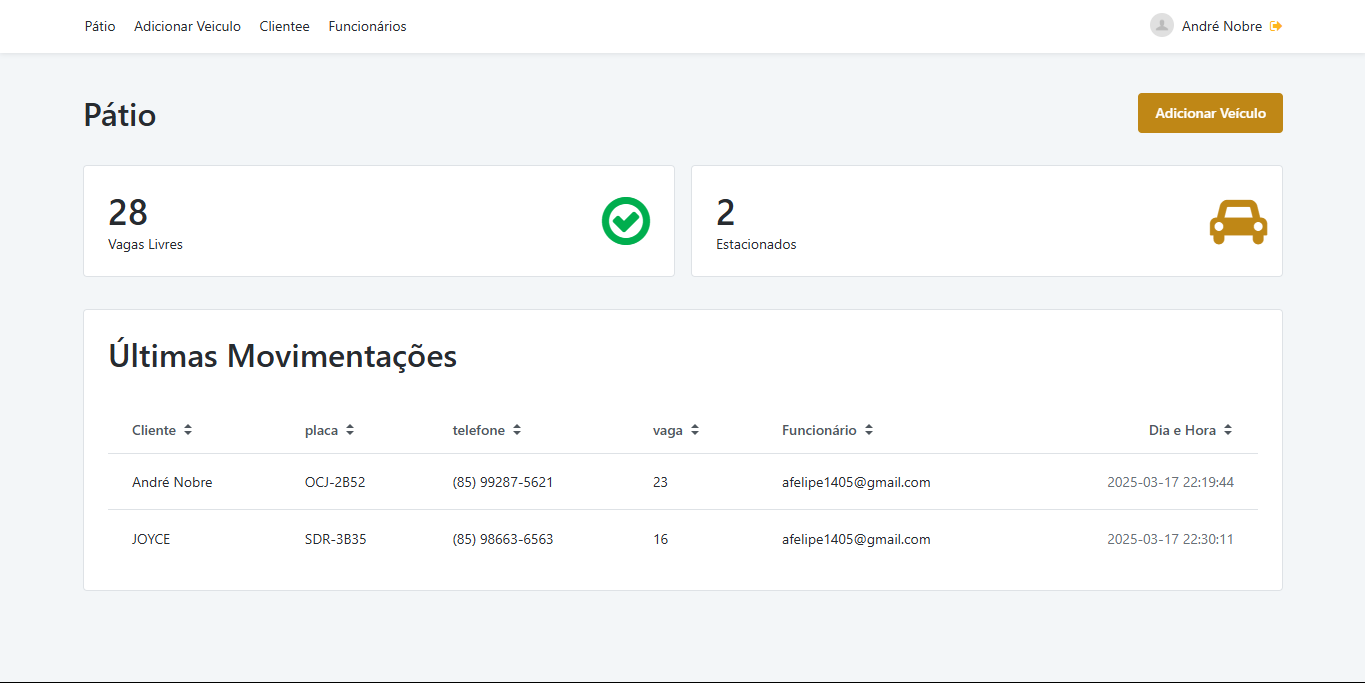 Pátio Adicionar Veiculo Clientee Funcionários André Nobre
Pátio Adicionar Veículo
28 2
Vagas Livres Estacionados
Últimas Movimentações
Cliente placa telefone vaga Funcionário Dia e Hora
André Nobre OCJ-2B52 (85) 99287-5621 23 afelipe1405@gmail.com 2025-03-17 22:19:44
JOYCE SDR-3B35 (85) 98663-6563 16 afelipe1405@gmail.com 2025-03-17 22:30:11